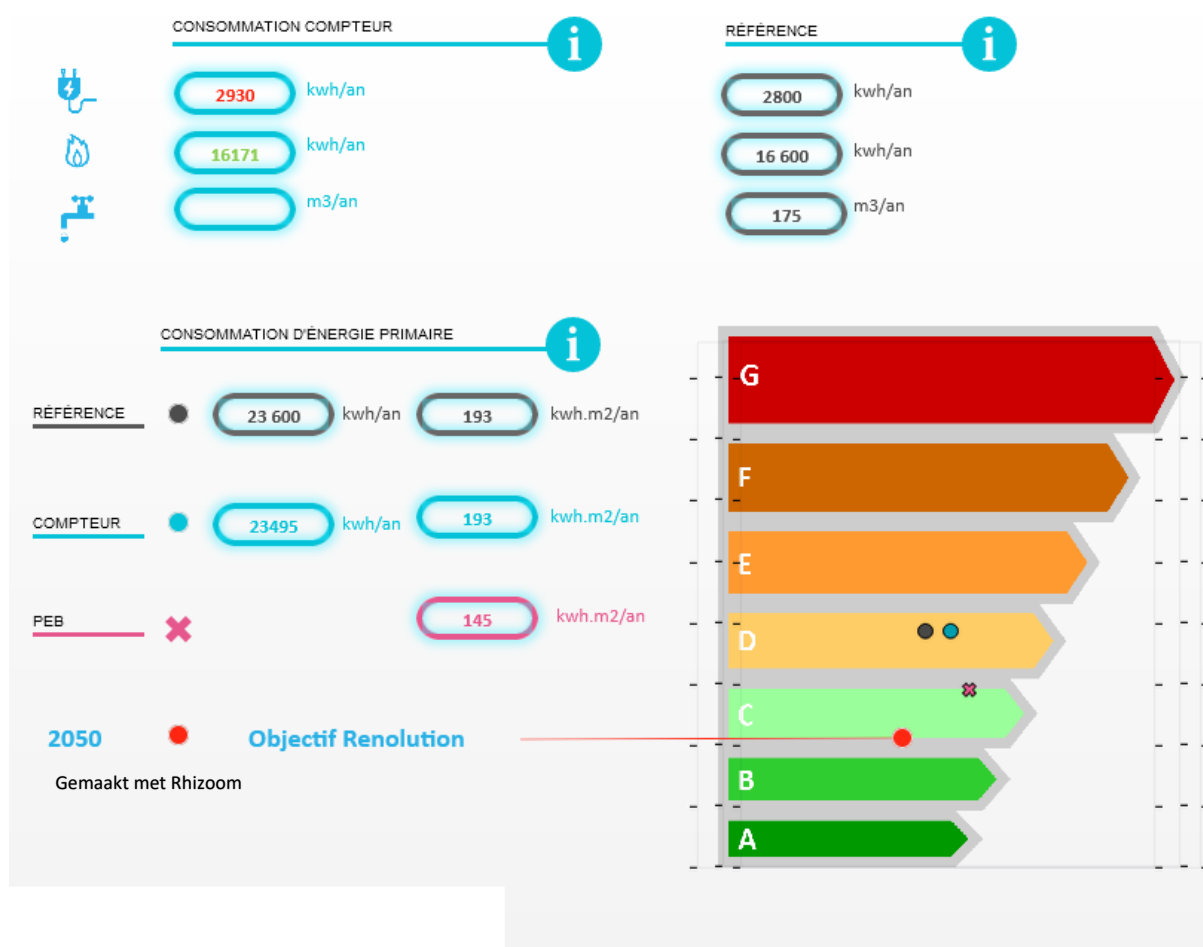 CONSOMMATION COMPTEUR
i
RÉFÉRENCE
i
2930 kwh/an
2800 kwh/an
16171 kwh/an
16 600 kwh/an
m3/an
175 m3/an
CONSOMMATION D'ÉNERGIE PRIMAIRE
i
RÉFÉRENCE 23 600 kwh/an 193 kwh.m2/an
COMPTEUR 23495 kwh/an 193 kwh.m2/an
PEB 145 kwh.m2/an
2050 Objectif Renolution
Gemaakt met Rhizoom
G
F
E
D
C
B
A